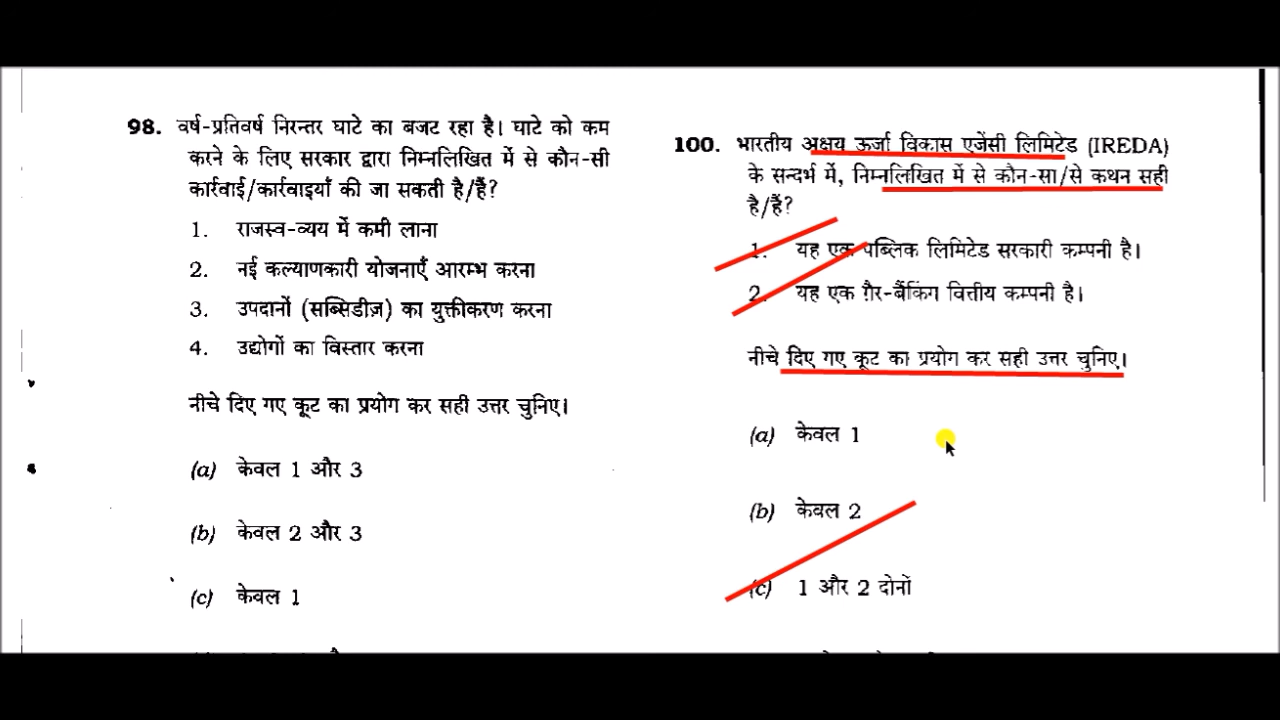 98. वर्ष-प्रतिवर्ष निरन्तर घाटे का बजट रहा है। घाटे को कम
करने के लिए सरकार द्वारा निम्नलिखित में से कौन-सी
कार्रवाई/कार्रवाइयाँ की जा सकती है/हैं?
1. राजस्व-व्यय में कमी लाना
2. नई कल्याणकारी योजनाएँ आरम्भ करना
3. उपदानों (सब्सिडीज़) का युक्तीकरण करना
4. उद्योगों का विस्तार करना
नीचे दिए गए कूट का प्रयोग कर सही उत्तर चुनिए।
(a) केवल 1 और 3
(b) केवल 2 और 3
(c) केवल 1
100. भारतीय अक्षय ऊर्जा विकास एजेंसी लिमिटेड (IREDA)
के सन्दर्भ में, निम्नलिखित में से कौन-सा/से कथन सही
है/हैं?
1. यह एक पब्लिक लिमिटेड सरकारी कम्पनी है।
2. यह एक ग़ैर-बैंकिंग वित्तीय कम्पनी है।
नीचे दिए गए कूट का प्रयोग कर सही उत्तर चुनिए।
(a) केवल 1
(b) केवल 2
(c) 1 और 2 दोनों